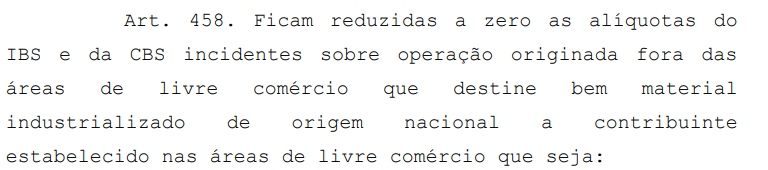 Art. 458. Ficam reduzidas a zero as alíquotas do
IBS e da CBS incidentes sobre operação originada fora das
áreas de livre comércio que destine bem material
industrializado de origem nacional a contribuinte
estabelecido nas áreas de livre comércio que seja: